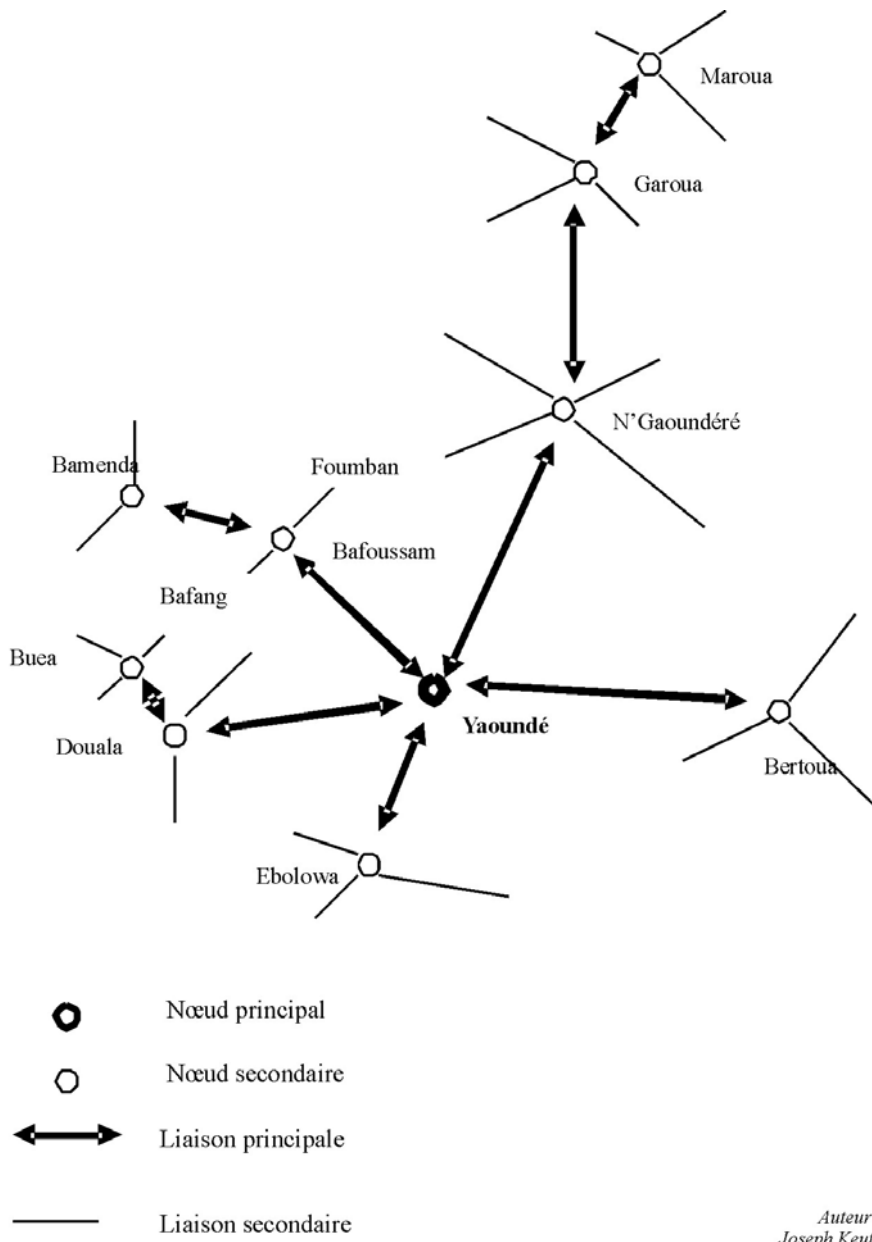 Maroua
Garoua
N'Gaoundéré
Bamenda
Foumban
Bafoussam
Bafang
Buea
Douala
Yaoundé
Bertoua
Ebolowa
Nœud principal
Nœud secondaire
Liaison principale
Liaison secondaire
Auteur
Joseph